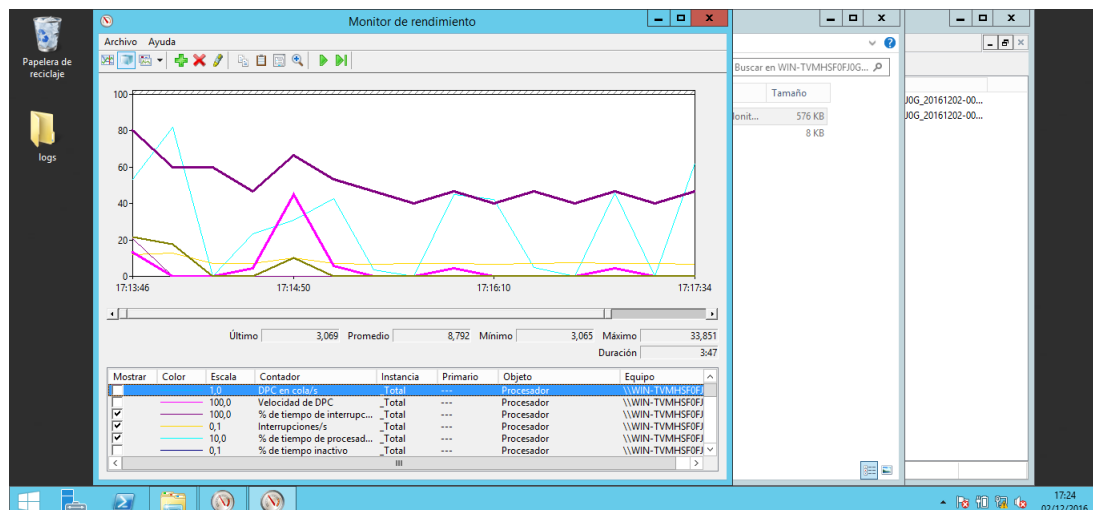 Papelera de
reciclaje
logs
Monitor de rendimiento
Archivo Ayuda
100
80
60
40
20
0
17:13:46 17:14:50 17:16:10 17:17:34
Último 3,069 Promedio 8,792 Mínimo 3,065 Máximo 33,851
Duración 3:47
Mostrar Color Escala Contador Instancia Primario Objeto Equipo
1,0 DPC en cola/s _Total --- Procesador \\WIN-TVMHSF0FJ
100,0 Velocidad de DPC _Total --- Procesador \\WIN-TVMHSF0FJ
100,0 % de tiempo de interrupc... _Total --- Procesador \\WIN-TVMHSF0FJ
0,1 Interrupciones/s _Total --- Procesador \\WIN-TVMHSF0FJ
10,0 % de tiempo de procesad... _Total --- Procesador \\WIN-TVMHSF0FJ
0,1 % de tiempo inactivo _Total --- Procesador \\WIN-TVMHSF0FJ
Buscar en WIN-TVMHSF0FJ0G...
Tamaño
lonit... 576 KB
8 KB
J0G_20161202-00...
J0G_20161202-00...
17:24
02/12/2016